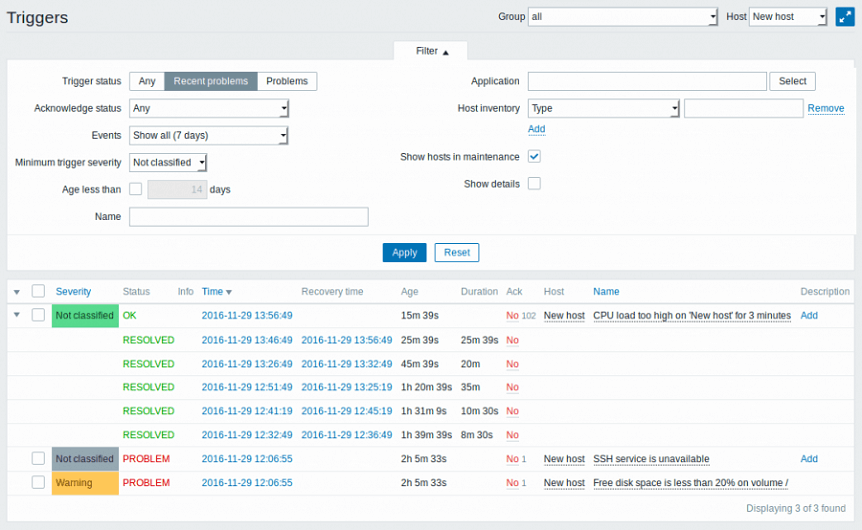 Triggers Group all Host New host
Filter
Trigger status Any Recent problems Problems Application Select
Acknowledge status Any Host inventory Type Remove
Add
Events Show all (7 days)
Minimum trigger severity Not classified Show hosts in maintenance
Age less than 14 days Show details
Name
Apply Reset
Severity Status Info Time Recovery time Age Duration Ack Host Name Description
Not classified OK 2016-11-29 13:56:49 15m 39s No 102 New host CPU load too high on 'New host' for 3 minutes Add
RESOLVED 2016-11-29 13:46:49 2016-11-29 13:56:49 25m 39s 25m 39s No
RESOLVED 2016-11-29 13:26:49 2016-11-29 13:32:49 45m 39s 20m No
RESOLVED 2016-11-29 12:51:49 2016-11-29 13:25:19 1h 20m 39s 35m No
RESOLVED 2016-11-29 12:41:19 2016-11-29 12:45:19 1h 31m 9s 10m 30s No
RESOLVED 2016-11-29 12:32:49 2016-11-29 12:36:49 1h 39m 39s 8m 30s No
Not classified PROBLEM 2016-11-29 12:06:55 2h 5m 33s No 1 New host SSH service is unavailable Add
Warning PROBLEM 2016-11-29 12:06:55 2h 5m 33s No 1 New host Free disk space is less than 20% on volume /
Displaying 3 of 3 found